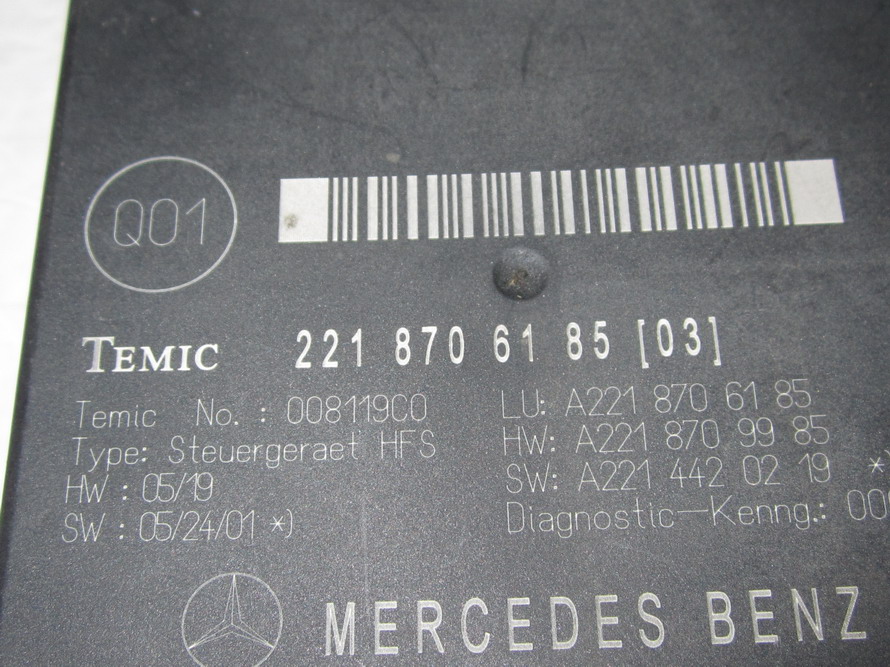 Q01
TEMIC 221 870 61 85 [03]
Temic No. : 008119C0
Type: Steuergeraet HFS
HW : 05/19
SW : 05/24/01 *)
LU: A221 870 61 85
HW: A221 870 99 85
SW: A221 442 02 19 *)
Diagnostic-Kenng.: 00
MERCEDES BENZ